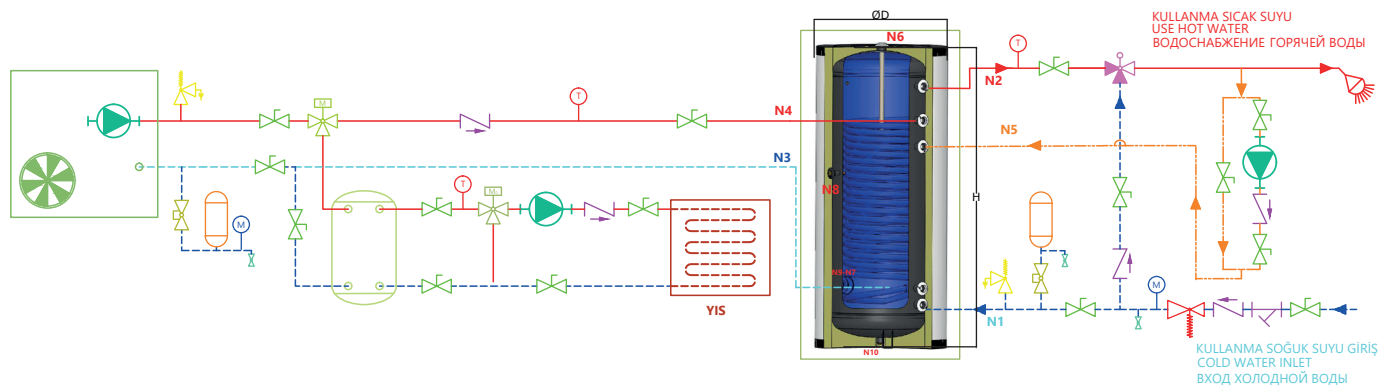 ØD
KULLANMA SICAK SUYU
USE HOT WATER
ВОДОСНАБЖЕНИЕ ГОРЯЧЕЙ ВОДЫ
N6
T
N2
M
T
N4
N5
N3
T
M
N8
H
M
M
N9-N7
YIS
N1
N10
KULLANMA SOĞUK SUYU GİRİŞ
COLD WATER INLET
ВХОД ХОЛОДНОЙ ВОДЫ